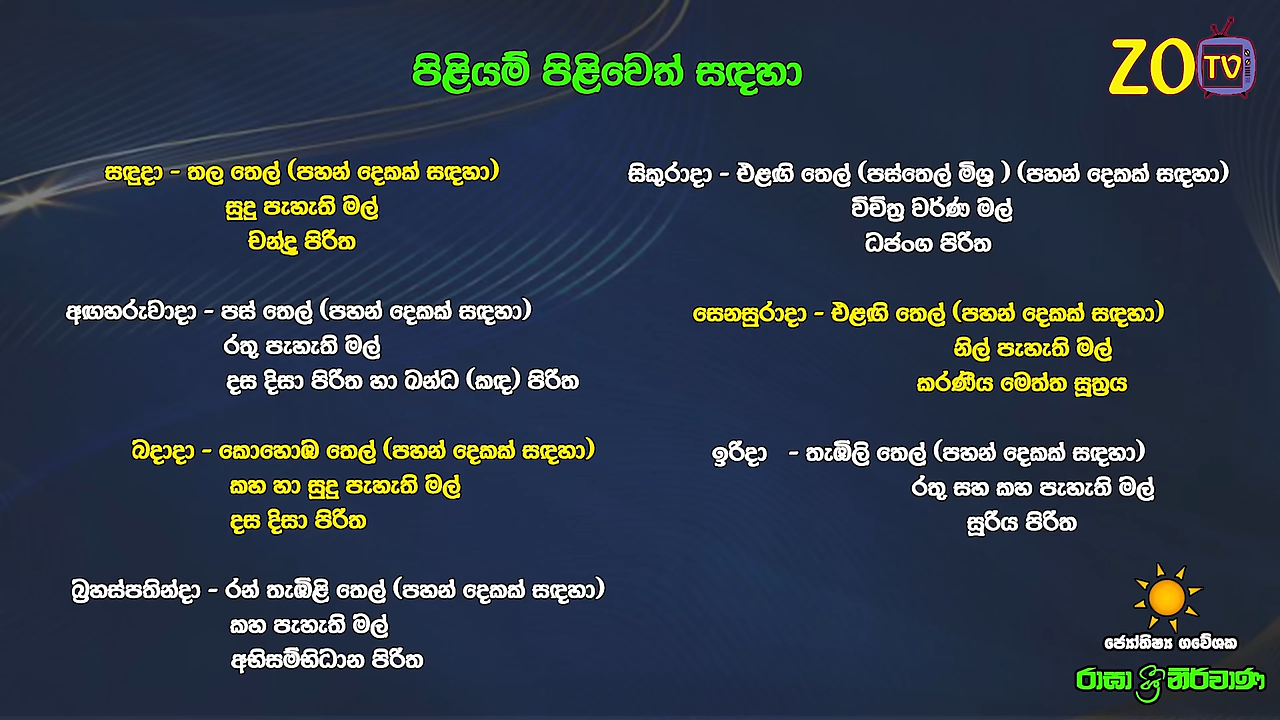 පිළියම් පිළිවෙත් සඳහා
ZO TV
සඳුදා - තල තෙල් (පහන් දෙකක් සඳහා)
සුදු පැහැති මල්
චන්ද්‍ර පිරිත
අඟහරුවාදා - පස් තෙල් (පහන් දෙකක් සඳහා)
රතු පැහැති මල්
දස දිසා පිරිත හා ඛන්ධ (කඳ) පිරිත
බදාදා - කොහොඹ තෙල් (පහන් දෙකක් සඳහා)
කහ හා සුදු පැහැති මල්
දස දිසා පිරිත
බ්‍රහස්පතින්දා - රන් තැඹිළි තෙල් (පහන් දෙකක් සඳහා)
කහ පැහැති මල්
අභිසම්භිධාන පිරිත
සිකුරාදා - එළඟි තෙල් (පස්තෙල් මිශ්‍ර ) (පහන් දෙකක් සඳහා)
විචිත්‍ර වර්ණ මල්
ධජංග පිරිත
සෙනසුරාදා - එළඟි තෙල් (පහන් දෙකක් සඳහා)
නිල් පැහැති මල්
කරණීය මෙත්ත සූත්‍රය
ඉරිදා - තැඹිලි තෙල් (පහන් දෙකක් සඳහා)
රතු සහ කහ පැහැති මල්
සූරිය පිරිත
ජ්‍යෝතිෂ්‍ය ගවේශක
රාඝා ශ්‍රී නිර්වාණ